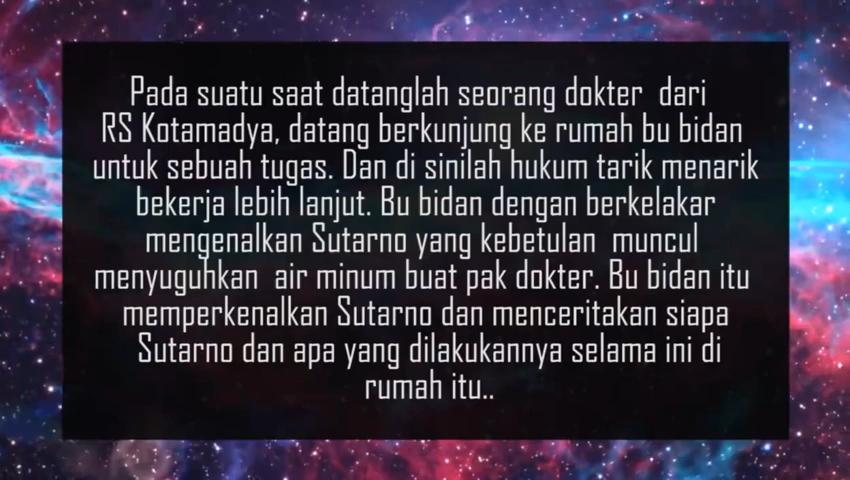 Pada suatu saat datanglah seorang dokter dari
RS Kotamadya, datang berkunjung ke rumah bu bidan
untuk sebuah tugas. Dan di sinilah hukum tarik menarik
bekerja lebih lanjut. Bu bidan dengan berkelakar
mengenalkan Sutarno yang kebetulan muncul
menyuguhkan air minum buat pak dokter. Bu bidan itu
memperkenalkan Sutarno dan menceritakan siapa
Sutarno dan apa yang dilakukannya selama ini di
rumah itu..